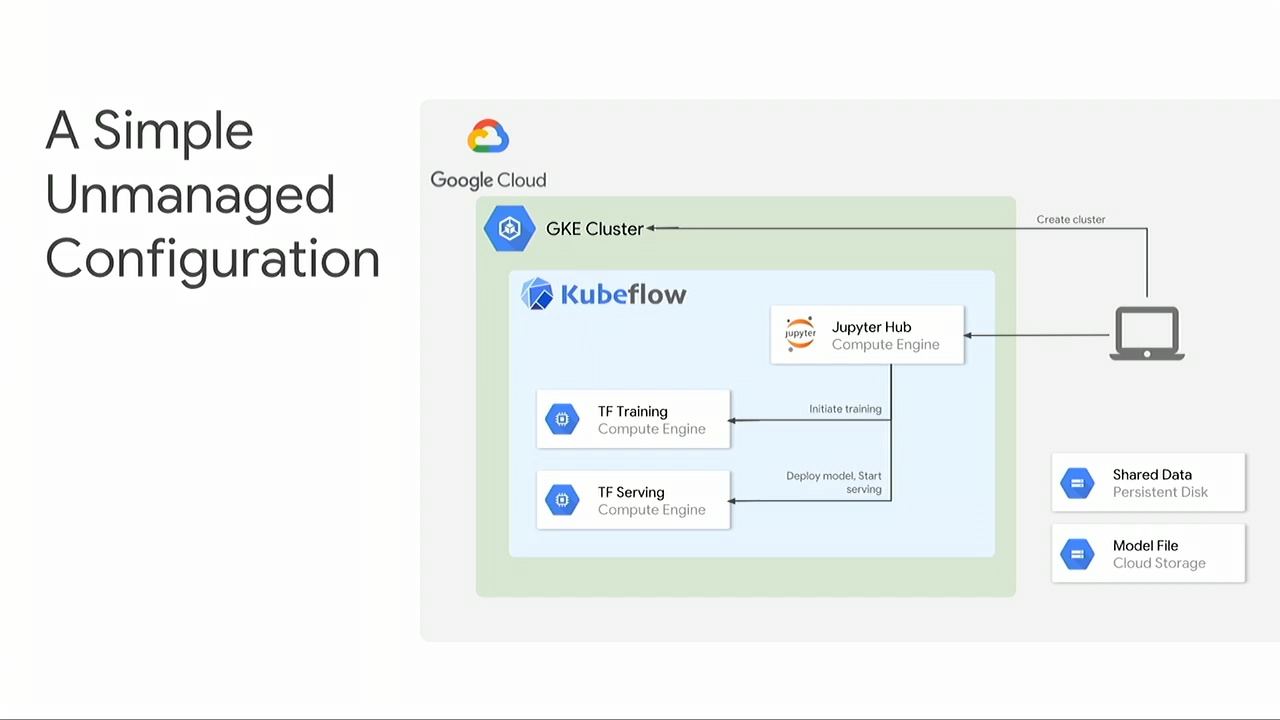 A Simple
Unmanaged
Configuration
Google Cloud
GKE Cluster
Create cluster
Kubeflow
jupyter
Jupyter Hub
Compute Engine
TF Training
Compute Engine
Initiate training
TF Serving
Compute Engine
Deploy model, Start
serving
Shared Data
Persistent Disk
Model File
Cloud Storage